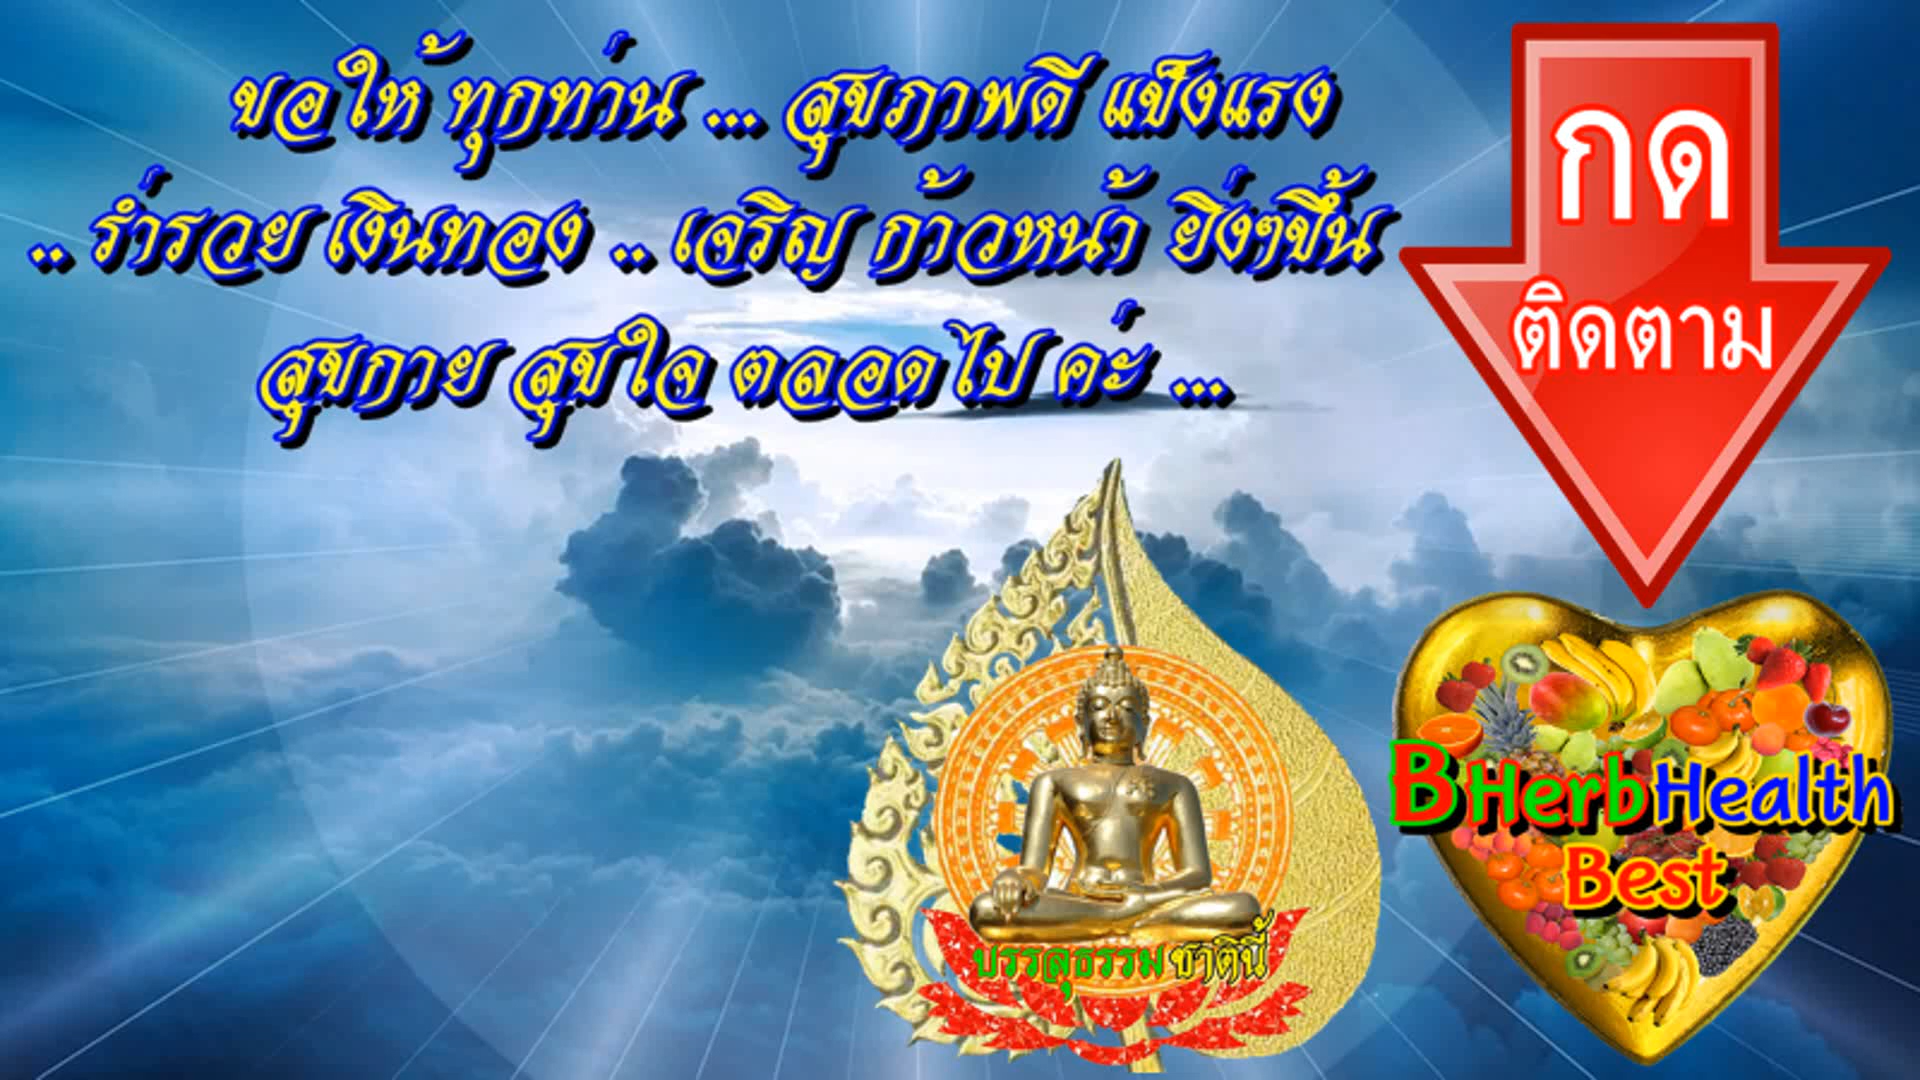 ขอให้ ทุกท่าน ... สุขภาพดี แข็งแรง
.. ร่ำรวย เงินทอง .. เจริญ ก้าวหน้า ยิ่งๆขึ้น
สุขกาย สุขใจ ตลอดไป ค่ะ ...
กด
ติดตาม
B HerbHealth
Best
บรรลุธรรม ชาตินี้